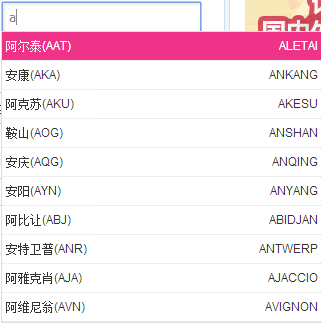 a
阿尔泰(AAT) ALETAI
安康(AKA) ANKANG
阿克苏(AKU) AKESU
鞍山(AOG) ANSHAN
安庆(AQG) ANQING
安阳(AYN) ANYANG
阿比让(ABJ) ABIDJAN
安特卫普(ANR) ANTWERP
阿雅克肖(AJA) AJACCIO
阿维尼翁(AVN) AVIGNON